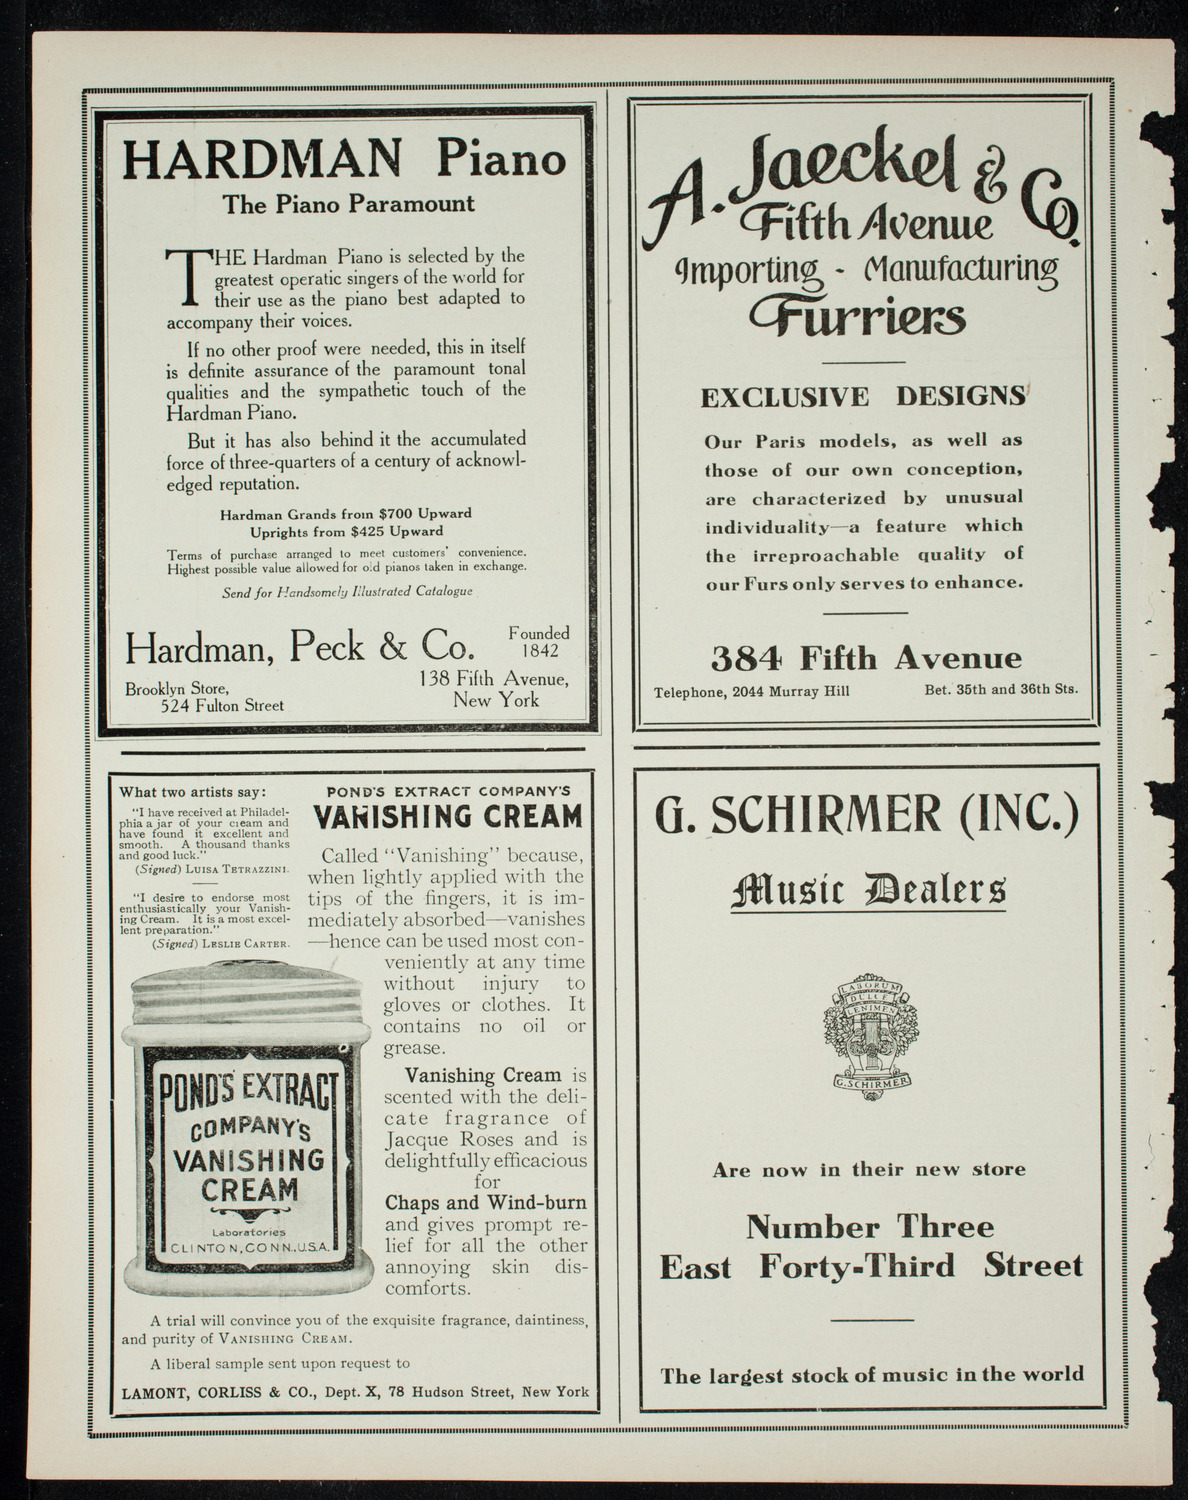 HARDMAN Piano
The Piano Paramount
THE Hardman Piano is selected by the
greatest operatic singers of the world for
their use as the piano best adapted to
accompany their voices.
If no other proof were needed, this in itself
is definite assurance of the paramount tonal
qualities and the sympathetic touch of the
Hardman Piano.
But it has also behind it the accumulated
force of three-quarters of a century of acknowl-
edged reputation.
Hardman Grands from $700 Upward
Uprights from $425 Upward
Terms of purchase arranged to meet customers' convenience.
Highest possible value allowed for old pianos taken in exchange.
Send for Handsomely Illustrated Catalogue
Hardman, Peck & Co. Founded
1842
138 Fifth Avenue,
New York
Brooklyn Store,
524 Fulton Street
A. Jaeckel & Co.
Fifth Avenue
Importing - Manufacturing
Furriers
EXCLUSIVE DESIGNS
Our Paris models, as well as
those of our own conception,
are characterized by unusual
individuality—a feature which
the irreproachable quality of
our Furs only serves to enhance.
384 Fifth Avenue
Telephone, 2044 Murray Hill Bet. 35th and 36th Sts.
What two artists say:
"I have received at Philadel-
phia a jar of your cream and
have found it excellent and
smooth. A thousand thanks
and good luck."
(Signed) LUISA TETRAZZINI.
"I desire to endorse most
enthusiastically your Vanish-
ing Cream. It is a most excel-
lent preparation."
(Signed) LESLIE CARTER.
POND'S EXTRACT COMPANY'S
VANISHING CREAM
Called "Vanishing" because,
when lightly applied with the
tips of the fingers, it is im-
mediately absorbed—vanishes
—hence can be used most con-
veniently at any time
without injury to
gloves or clothes. It
contains no oil or
grease.
Vanishing Cream is
scented with the deli-
cate fragrance of
Jacque Roses and is
delightfully efficacious
for
Chaps and Wind-burn
and gives prompt re-
lief for all the other
annoying skin dis-
comforts.
POND'S EXTRACT
COMPANY'S
VANISHING
CREAM
Laboratories
CLINTON, CONN., U.S.A.
A trial will convince you of the exquisite fragrance, daintiness,
and purity of VANISHING CREAM.
A liberal sample sent upon request to
LAMONT, CORLISS & CO., Dept. X, 78 Hudson Street, New York
G. SCHIRMER (INC.)
Music Dealers
LABORUM
DULCE
LENIMEN
G. SCHIRMER
Are now in their new store
Number Three
East Forty-Third Street
The largest stock of music in the world